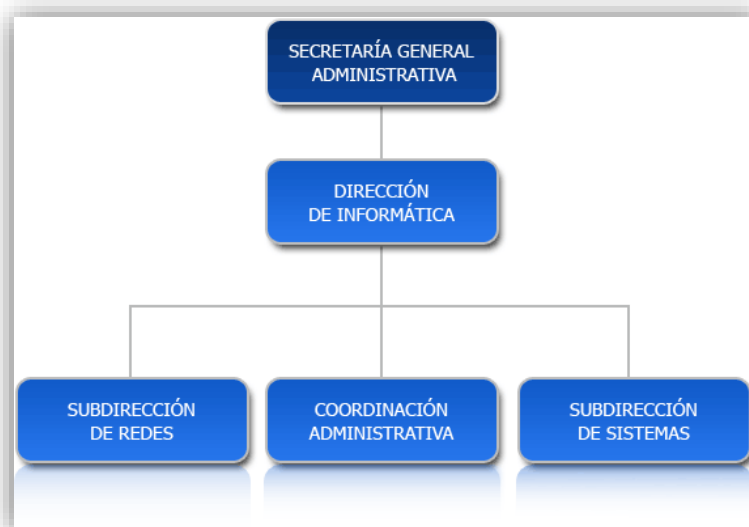 SECRETARÍA GENERAL
ADMINISTRATIVA
DIRECCIÓN
DE INFORMÁTICA
SUBDIRECCIÓN
DE REDES
COORDINACIÓN
ADMINISTRATIVA
SUBDIRECCIÓN
DE SISTEMAS